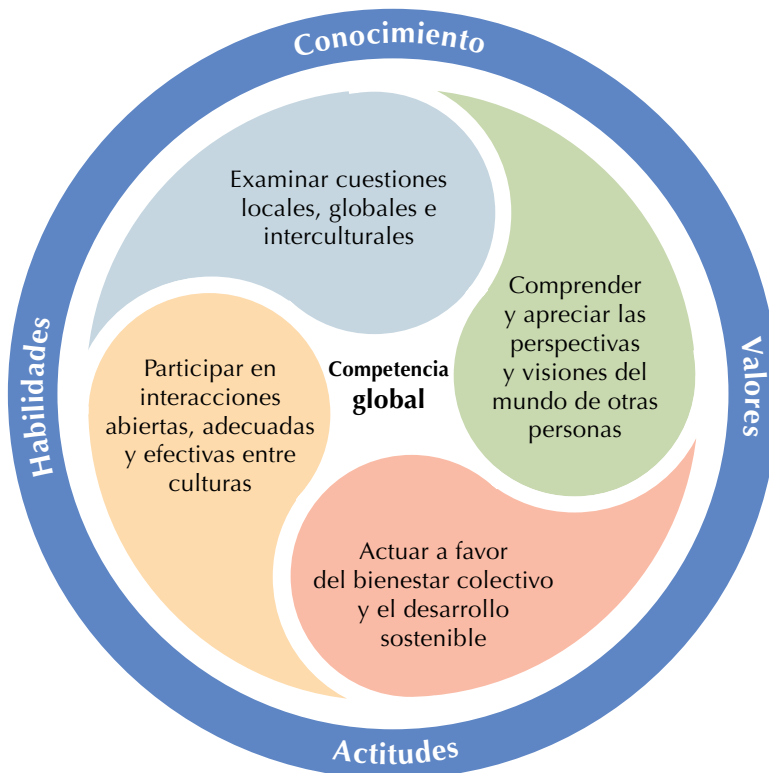 Conocimiento
Examinar cuestiones
locales, globales e
interculturales
Comprender
y apreciar las
perspectivas
y visiones del
mundo de otras
personas
Valores
Habilidades
Participar en
interacciones
abiertas, adecuadas
y efectivas entre
culturas
Competencia
global
Actuar a favor
del bienestar colectivo
y el desarrollo
sostenible
Actitudes